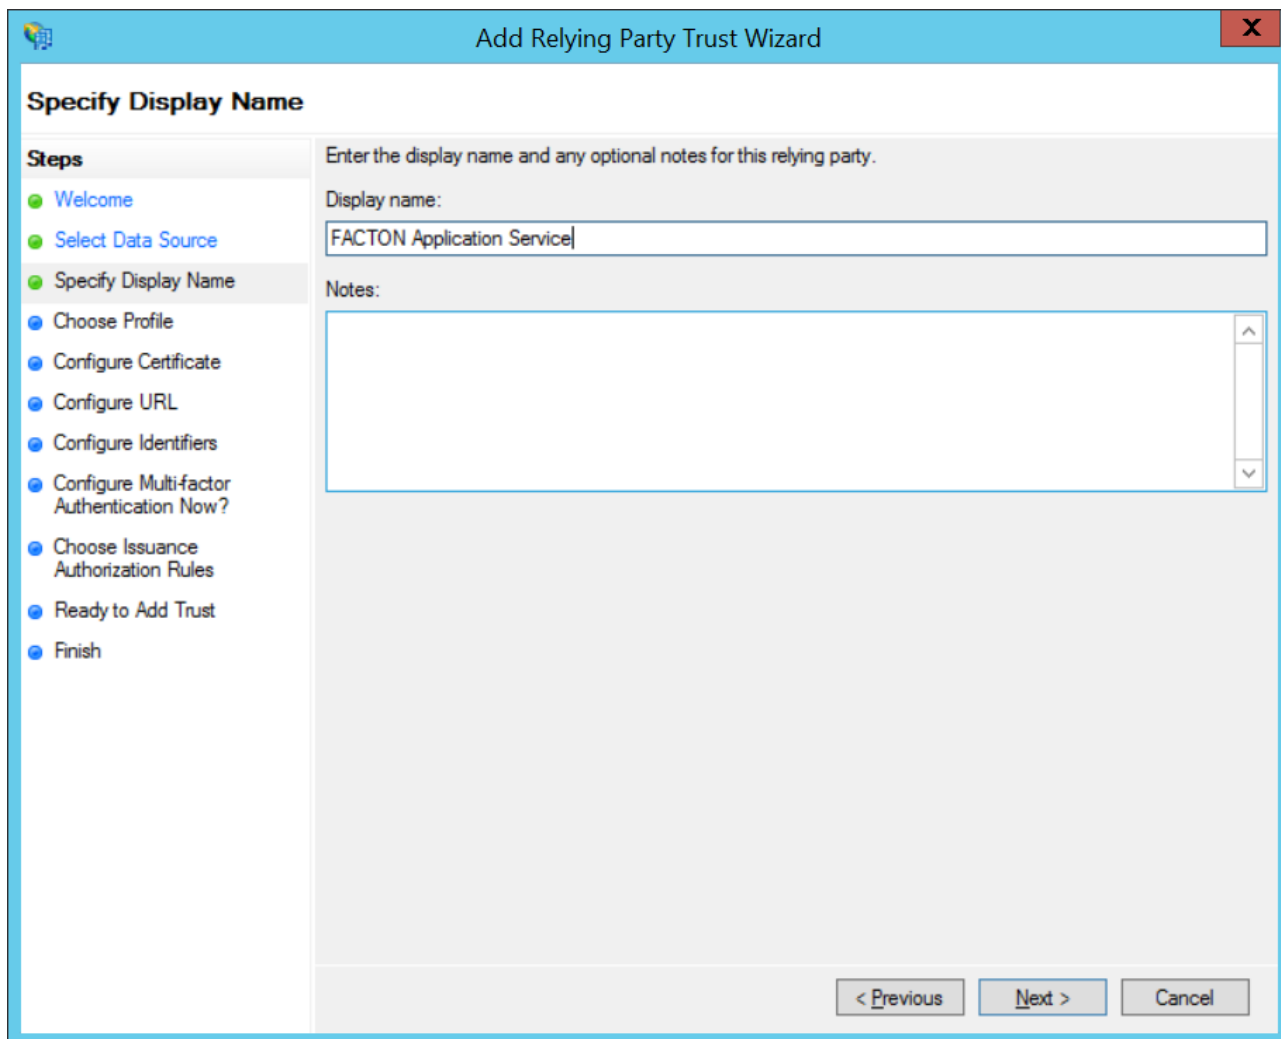 Add Relying Party Trust Wizard
X
Specify Display Name
Steps
Welcome
Select Data Source
Specify Display Name
Choose Profile
Configure Certificate
Configure URL
Configure Identifiers
Configure Multi-factor
Authentication Now?
Choose Issuance
Authorization Rules
Ready to Add Trust
Finish
Enter the display name and any optional notes for this relying party.
Display name:
FACTON Application Service
Notes:
< Previous
Next >
Cancel